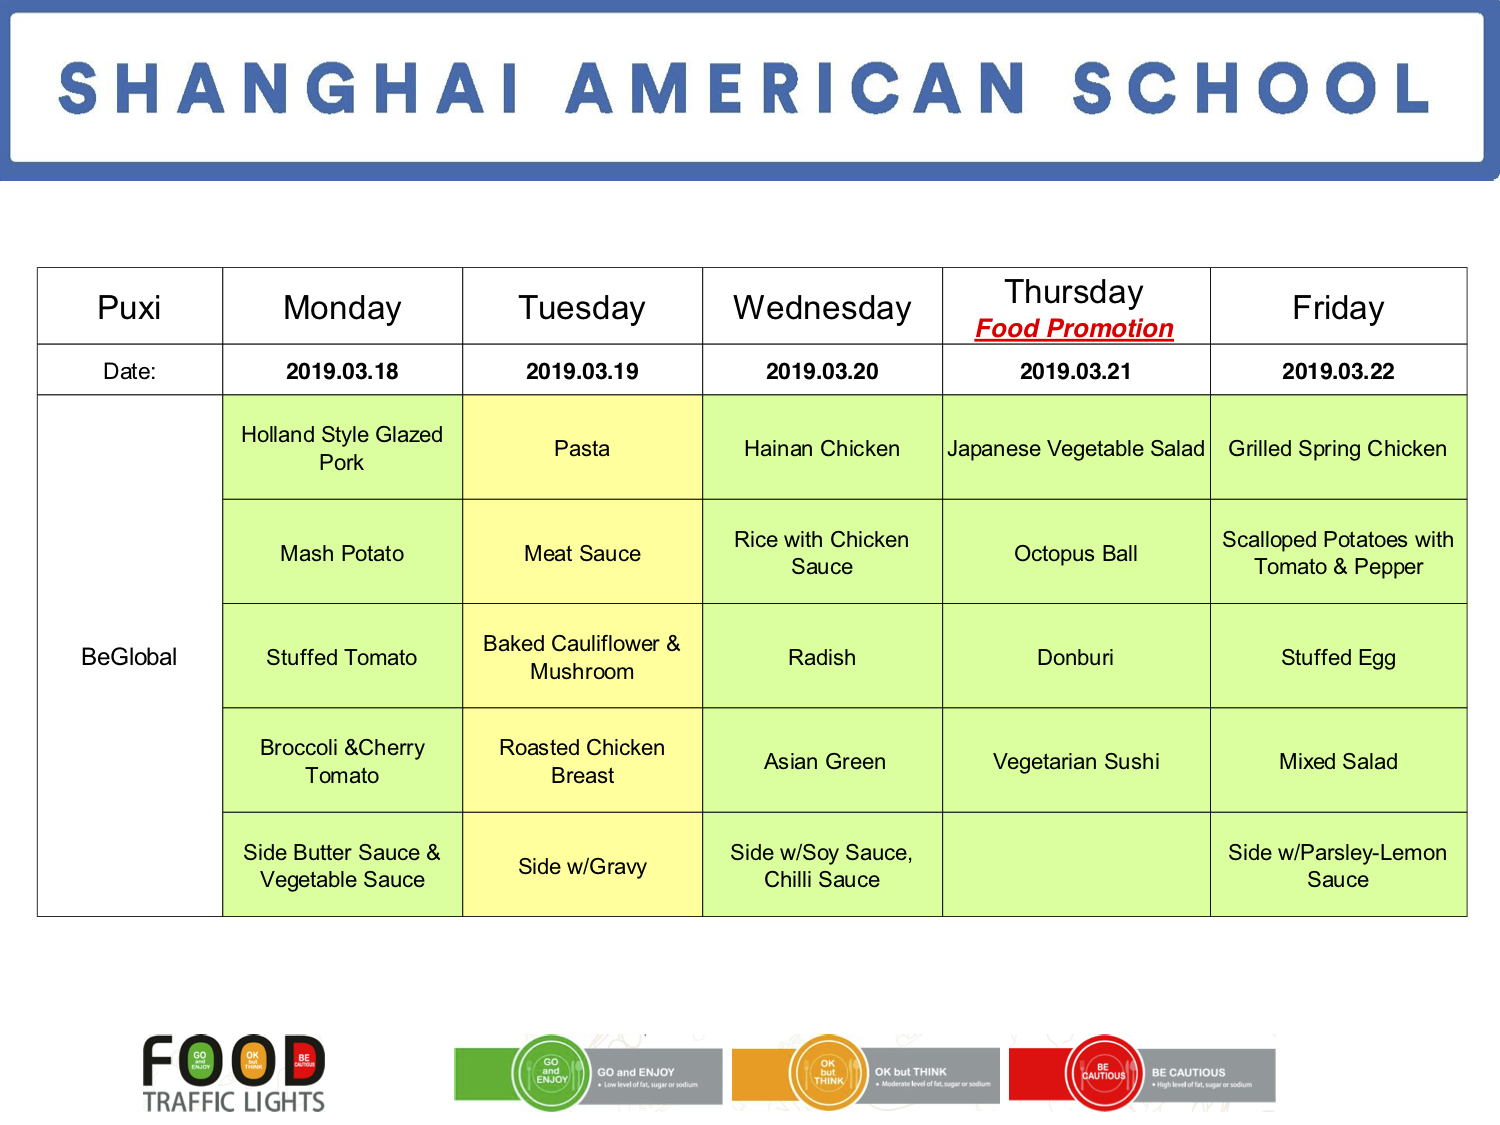 SHANGHAI AMERICAN SCHOOL
Puxi
Monday
Tuesday
Wednesday
Thursday
Food Promotion
Friday
Date:
2019.03.18
2019.03.19
2019.03.20
2019.03.21
2019.03.22
BeGlobal
Holland Style Glazed
Pork
Pasta
Hainan Chicken
Japanese Vegetable Salad
Grilled Spring Chicken
Mash Potato
Meat Sauce
Rice with Chicken
Sauce
Octopus Ball
Scalloped Potatoes with
Tomato & Pepper
Stuffed Tomato
Baked Cauliflower &
Mushroom
Radish
Donburi
Stuffed Egg
Broccoli &Cherry
Tomato
Roasted Chicken
Breast
Asian Green
Vegetarian Sushi
Mixed Salad
Side Butter Sauce &
Vegetable Sauce
Side w/Gravy
Side w/Soy Sauce,
Chilli Sauce
Side w/Parsley-Lemon
Sauce
FOOD
GO
and
ENJOY
OK
but
THINK
BE
CAUTIOUS
TRAFFIC LIGHTS
GO
and
ENJOY
GO and ENJOY
• Low level of fat, sugar or sodium
OK
but
THINK
OK but THINK
• Moderate level of fat, sugar or sodium
BE
CAUTIOUS
BE CAUTIOUS
• High level of fat, sugar or sodium